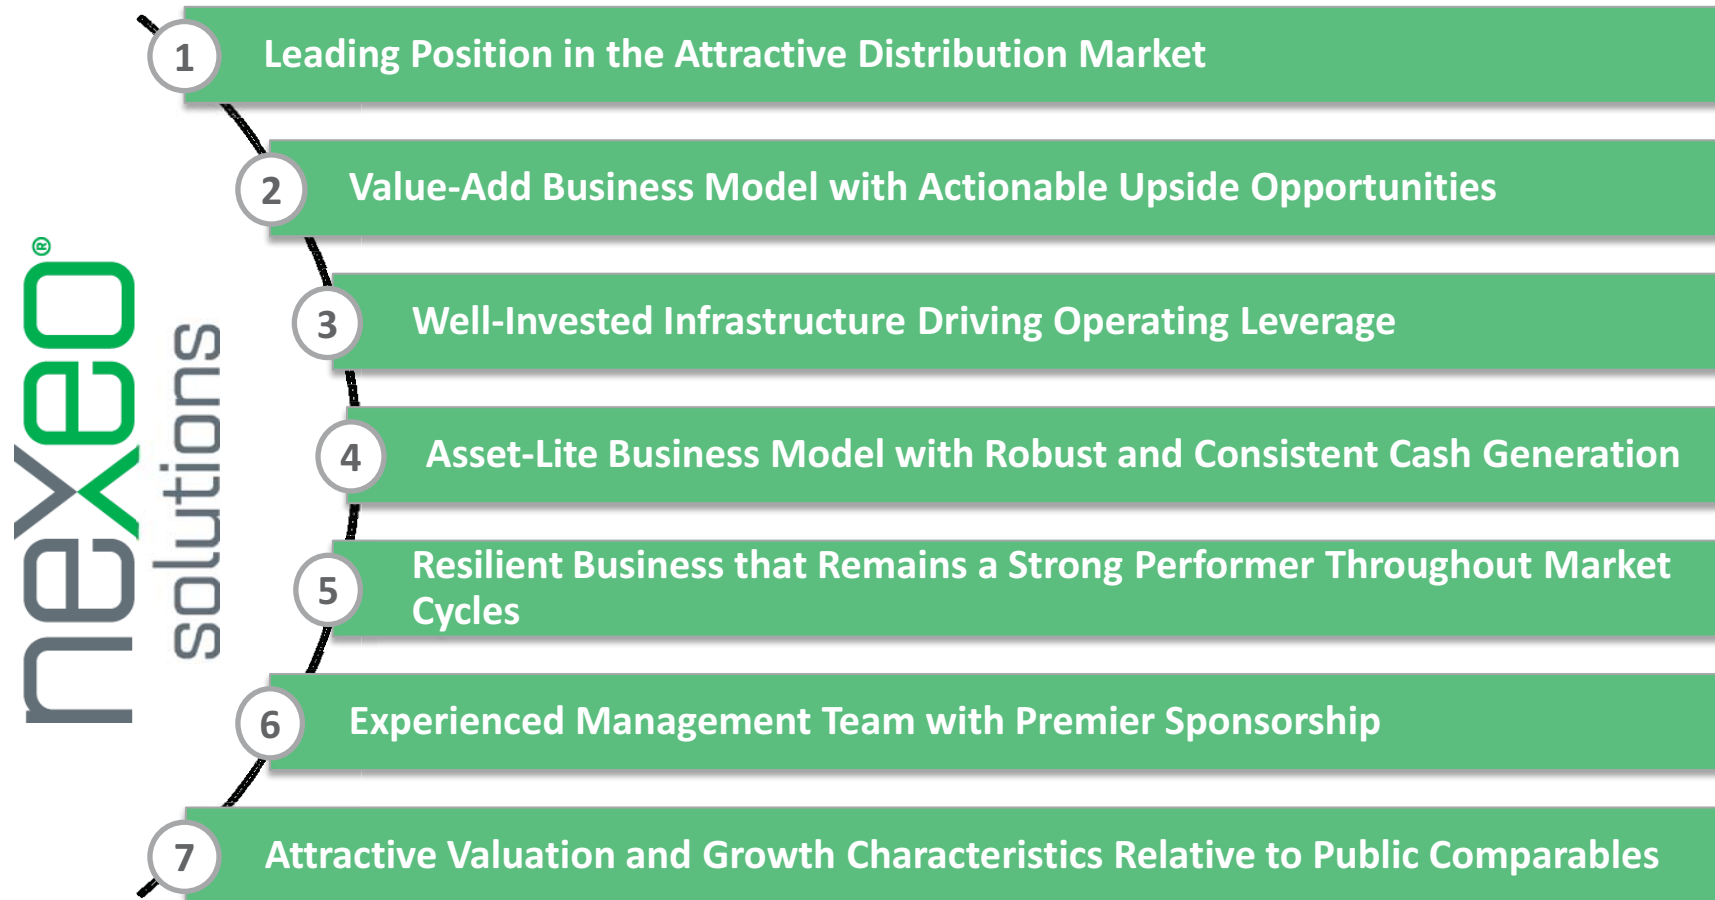 nexeo®
solutions
1
Leading Position in the Attractive Distribution Market
2
Value-Add Business Model with Actionable Upside Opportunities
3
Well-Invested Infrastructure Driving Operating Leverage
4
Asset-Lite Business Model with Robust and Consistent Cash Generation
5
Resilient Business that Remains a Strong Performer Throughout Market
Cycles
6
Experienced Management Team with Premier Sponsorship
7
Attractive Valuation and Growth Characteristics Relative to Public Comparables